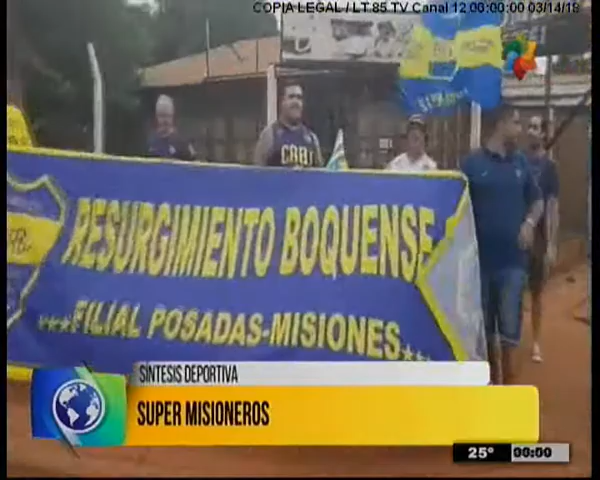 COPIA LEGAL / LT 85 TV Canal 12 00:00:00 03/14/18
CABJ
RESURGIMIENTO BOQUENSE
***FILIAL POSADAS-MISIONES***
SÍNTESIS DEPORTIVA
SUPER MISIONEROS
25° 00:00